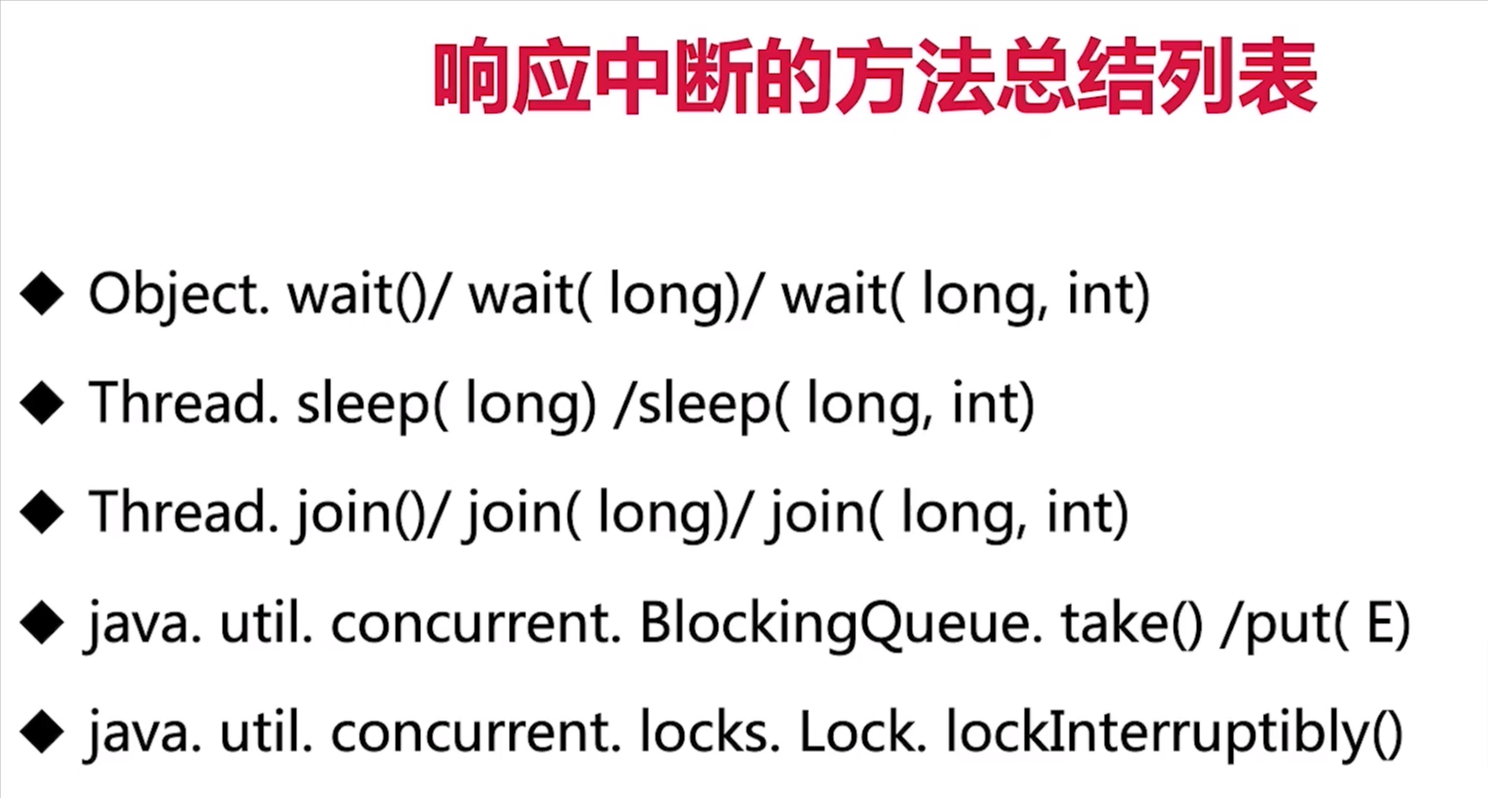 响应中断的方法总结列表
◆ Object. wait()/ wait( long)/ wait( long, int)
◆ Thread. sleep( long) /sleep( long, int)
◆ Thread. join()/ join( long)/ join( long, int)
◆ java. util. concurrent. BlockingQueue. take() /put( E)
◆ java. util. concurrent. locks. Lock. lockInterruptibly()